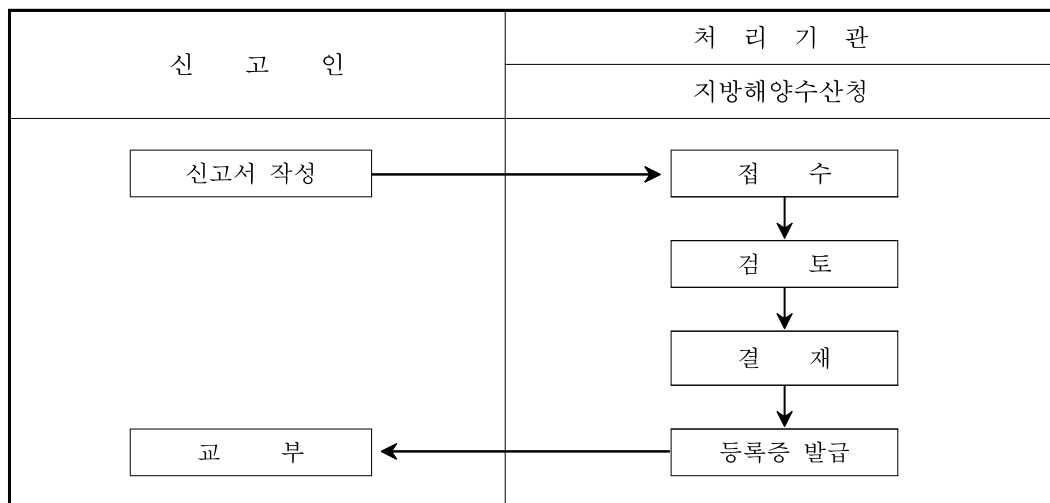 신 고 인
처 리 기 관
지방해양수산청
신고서 작성
접 수
검 토
결 재
등록증 발급
교 부